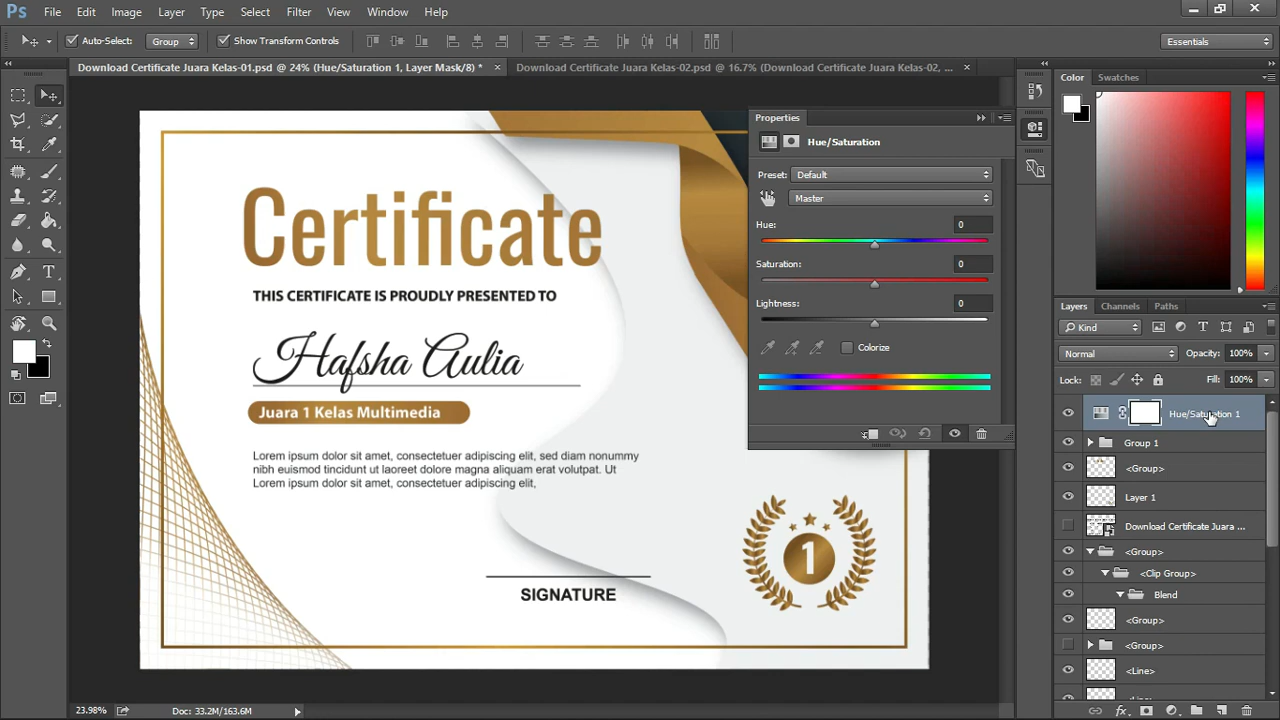 Ps File Edit Image Layer Type Select Filter View Window Help
Auto-Select: Group Show Transform Controls Essentials
Download Certificate Juara Kelas-01.psd @ 24% (Hue/Saturation 1, Layer Mask/8) * × Download Certificate Juara Kelas-02.psd @ 16.7% (Download Certificate Juara Kelas-02, ... ×
Certificate
THIS CERTIFICATE IS PROUDLY PRESENTED TO
Hafsha Aulia
Juara 1 Kelas Multimedia
Lorem ipsum dolor sit amet, consectetuer adipiscing elit, sed diam nonummy
nibh euismod tincidunt ut laoreet dolore magna aliquam erat volutpat. Ut
Lorem ipsum dolor sit amet, consectetuer adipiscing elit,
SIGNATURE
1
Properties
Hue/Saturation
Preset: Default
Master
Hue: 0
Saturation: 0
Lightness: 0
Colorize
Color Swatches
Layers Channels Paths
Kind
Normal Opacity: 100%
Lock: Fill: 100%
Hue/Saturation 1
Group 1
<Group>
Layer 1
Download Certificate Juara ...
<Group>
<Clip Group>
Blend
<Group>
<Group>
<Line>
23.98% Doc: 33.2M/163.6M